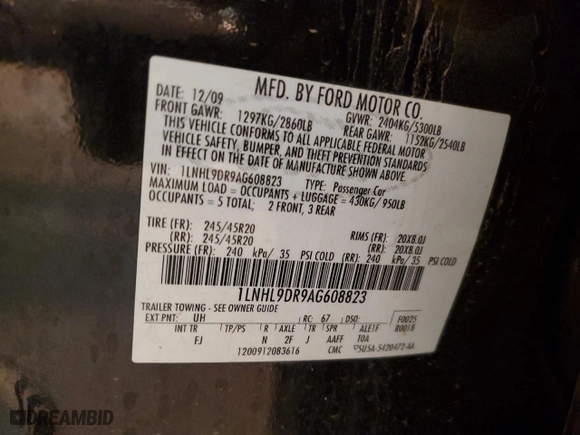 MFD. BY FORD MOTOR CO.
DATE: 12/09 GVWR: 2404KG/5300LB
FRONT GAWR: 1297KG/2860LB REAR GAWR: 1152KG/2540LB
THIS VEHICLE CONFORMS TO ALL APPLICABLE FEDERAL MOTOR
VEHICLE SAFETY, BUMPER, AND THEFT PREVENTION STANDARDS
IN EFFECT ON THE DATE OF MANUFACTURE SHOWN ABOVE.
VIN: 1LNHL9DR9AG608823 TYPE: Passenger Car
MAXIMUM LOAD = OCCUPANTS + LUGGAGE = 430KG/ 950LB
OCCUPANTS = 5 TOTAL: 2 FRONT, 3 REAR
TIRE (FR): 245/45R20 RIMS (FR): 20X8.0J
(RR): 245/45R20 (RR): 20X8.0J
PRESSURE (FR): 240 kPa/ 35 PSI COLD (RR): 240 kPa/ 35 PSI COLD
1LNHL9DR9AG608823
TRAILER TOWING - SEE OWNER GUIDE
EXT PNT: UH RC: 67 DSO: F0025
INT TR TP/PS R AXLE TR SPR ALE1F R0018
FJ N 2F J AAFF TOA
1200912083616 CMC
DREAMBID